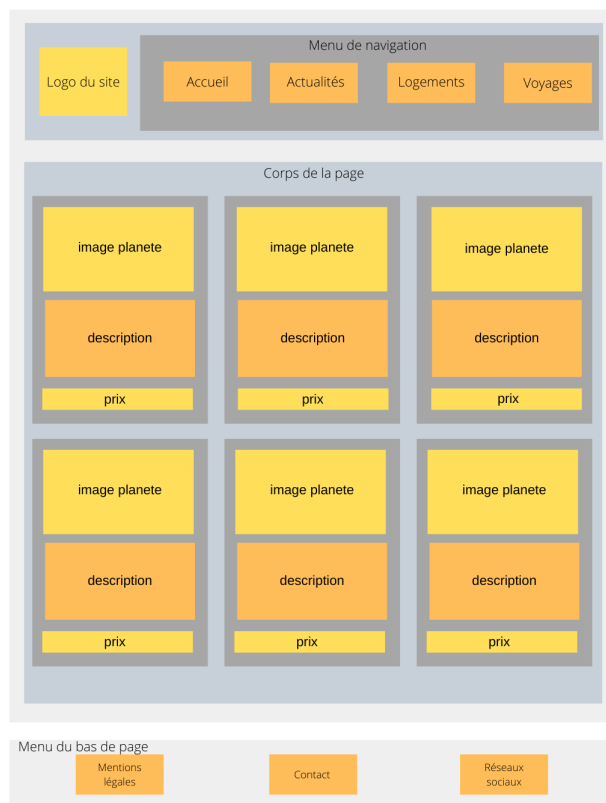 Menu de navigation
Logo du site
Accueil
Actualités
Logements
Voyages
Corps de la page
image planete
image planete
image planete
description
description
description
prix
prix
prix
image planete
image planete
image planete
description
description
description
prix
prix
prix
Menu du bas de page
Mentions
légales
Contact
Réseaux
sociaux